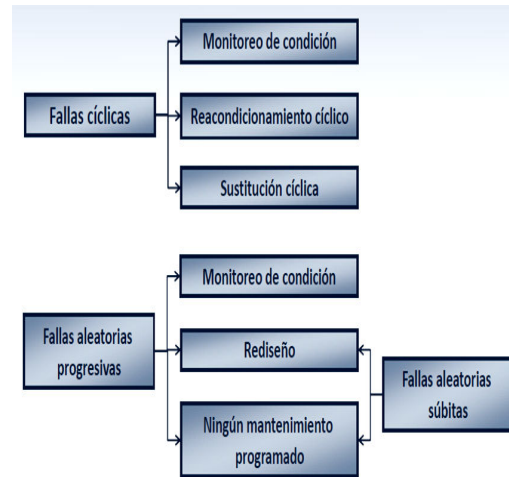 Monitoreo de condición
Fallas cíclicas
Reacondicionamiento cíclico
Sustitución cíclica
Monitoreo de condición
Fallas aleatorias
progresivas
Rediseño
Fallas aleatorias
súbitas
Ningún mantenimiento
programado